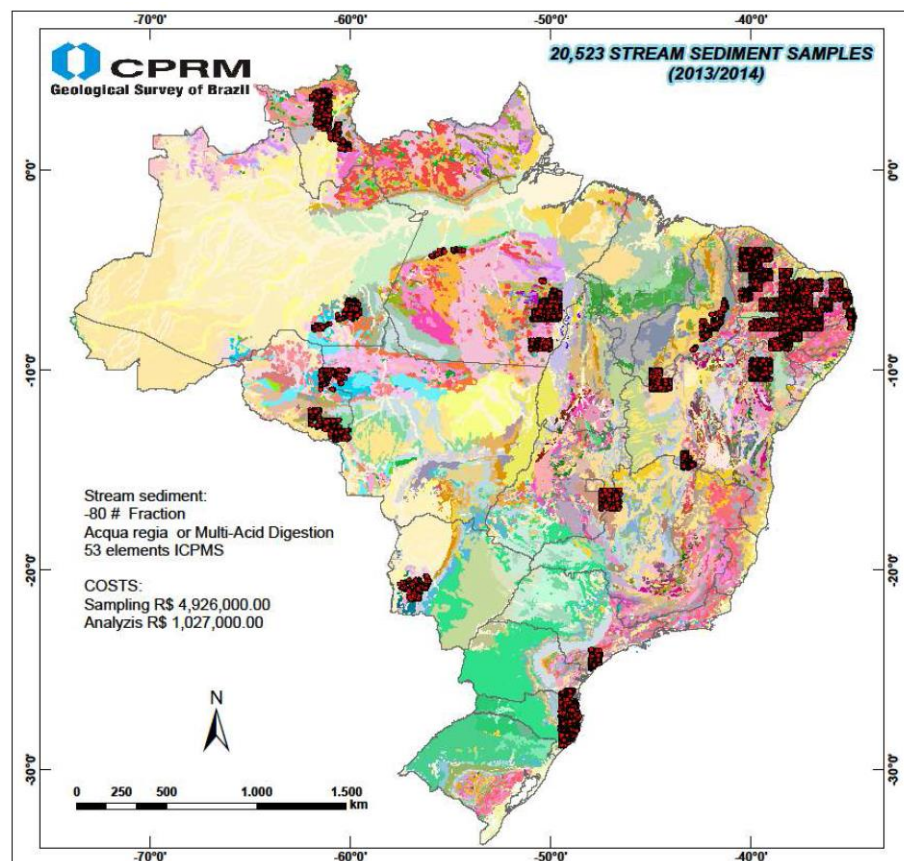 -70°0' -60°0' -50°0' -40°0'
CPRM
Geological Survey of Brazil
20,523 STREAM SEDIMENT SAMPLES
(2013/2014)
0°0' 0°0'
-10°0' -10°0'
Stream sediment:
-80 # Fraction
Acqua regia or Multi-Acid Digestion
53 elements ICPMS
-20°0' -20°0'
COSTS:
Sampling R$ 4,926,000.00
Analyzis R$ 1,027,000.00
N
-30°0' -30°0'
0 250 500 1.000 1.500
km
-70°0' -60°0' -50°0' -40°0'